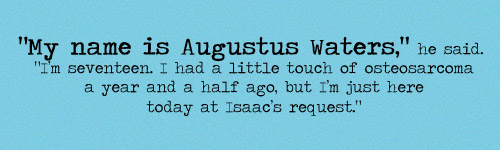 "My name is Augustus Waters," he said.
"I'm seventeen. I had a little touch of osteosarcoma
a year and a half ago, but I'm just here
today at Isaac's request."